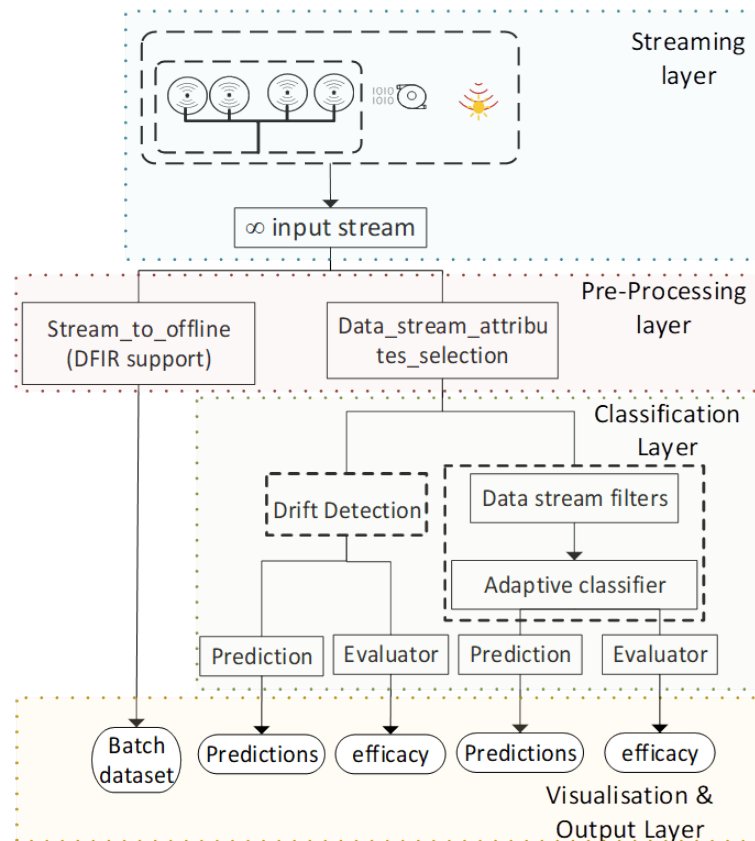 Streaming
layer
1010
1010
∞ input stream
Pre-Processing
layer
Stream_to_offline
(DFIR support)
Data_stream_attribu
tes_selection
Classification
Layer
Drift Detection
Data stream filters
Adaptive classifier
Prediction
Evaluator
Prediction
Evaluator
Batch
dataset
Predictions
efficacy
Predictions
efficacy
Visualisation &
Output Layer